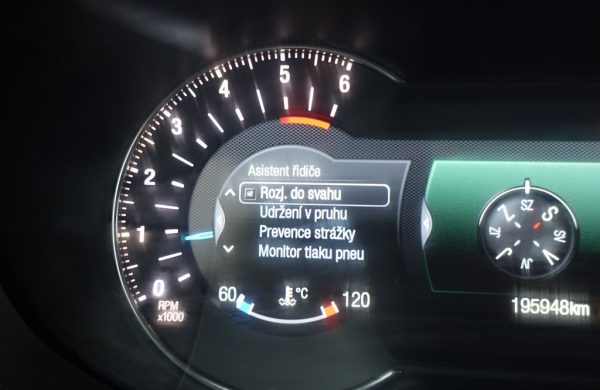 6
5
4
3
2
1
0
RPM
x1000
Asistent řidiče
Rozj. do svahu
Udržení v pruhu
Prevence strážky
Monitor tlaku pneu
60
°C
120
SZ
S
SV
V
JV
J
JZ
Z
195948km